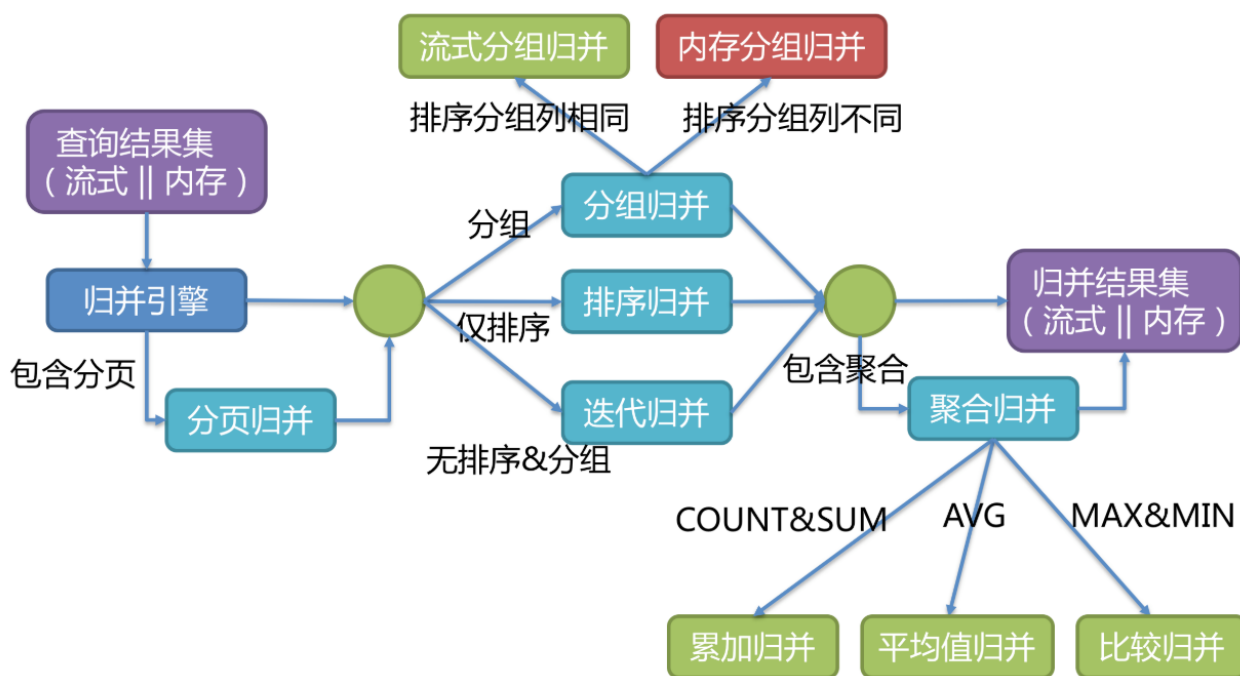 流式分组归并
内存分组归并
排序分组列相同
排序分组列不同
查询结果集
（ 流式 || 内存 ）
分组归并
分组
归并引擎
排序归并
仅排序
归并结果集
（ 流式 || 内存 ）
包含分页
包含聚合
分页归并
迭代归并
聚合归并
无排序&分组
COUNT&SUM
AVG
MAX&MIN
累加归并
平均值归并
比较归并